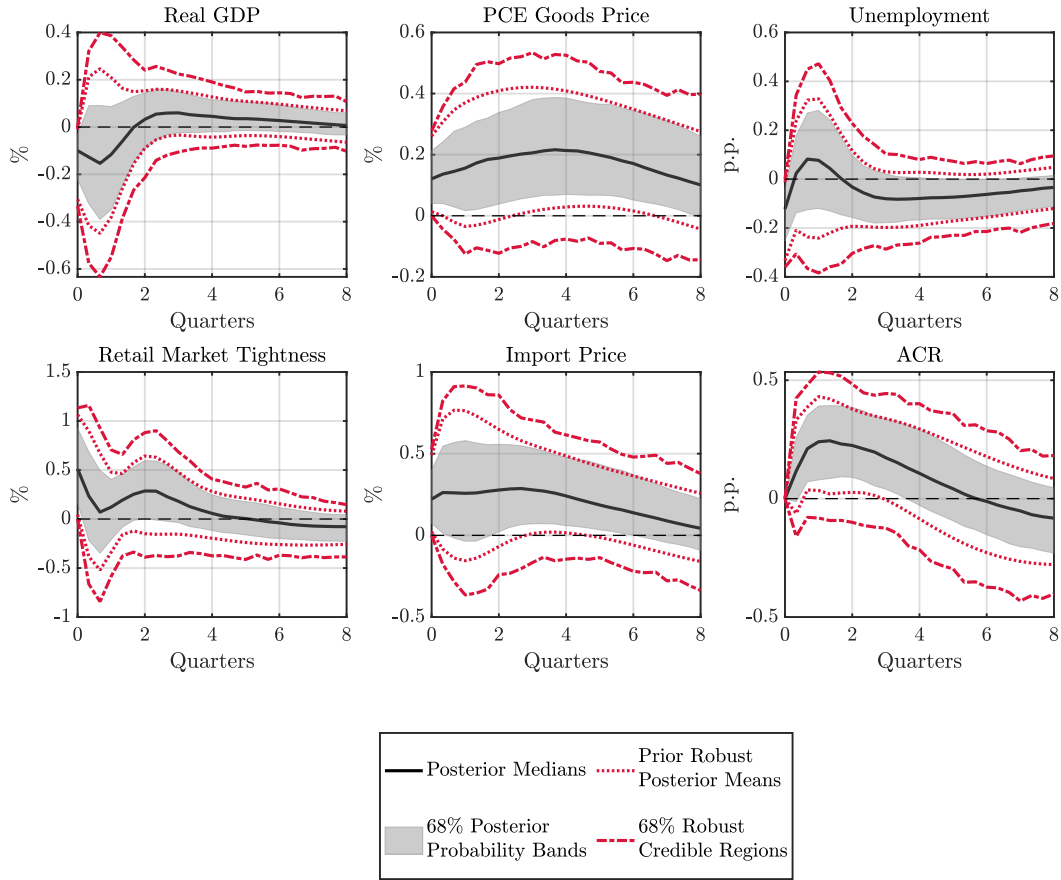 Real GDP
0.4
0.2
0
-0.2
-0.4
-0.6
%
0 2 4 6 8
Quarters
PCE Goods Price
0.6
0.4
0.2
0
-0.2
%
0 2 4 6 8
Quarters
Unemployment
0.6
0.4
0.2
0
-0.2
-0.4
p.p.
0 2 4 6 8
Quarters
Retail Market Tightness
1.5
1
0.5
0
-0.5
-1
%
0 2 4 6 8
Quarters
Import Price
1
0.5
0
-0.5
%
0 2 4 6 8
Quarters
ACR
0.5
0
-0.5
p.p.
0 2 4 6 8
Quarters
Posterior Medians
Prior Robust
Posterior Means
68% Posterior
Probability Bands
68% Robust
Credible Regions